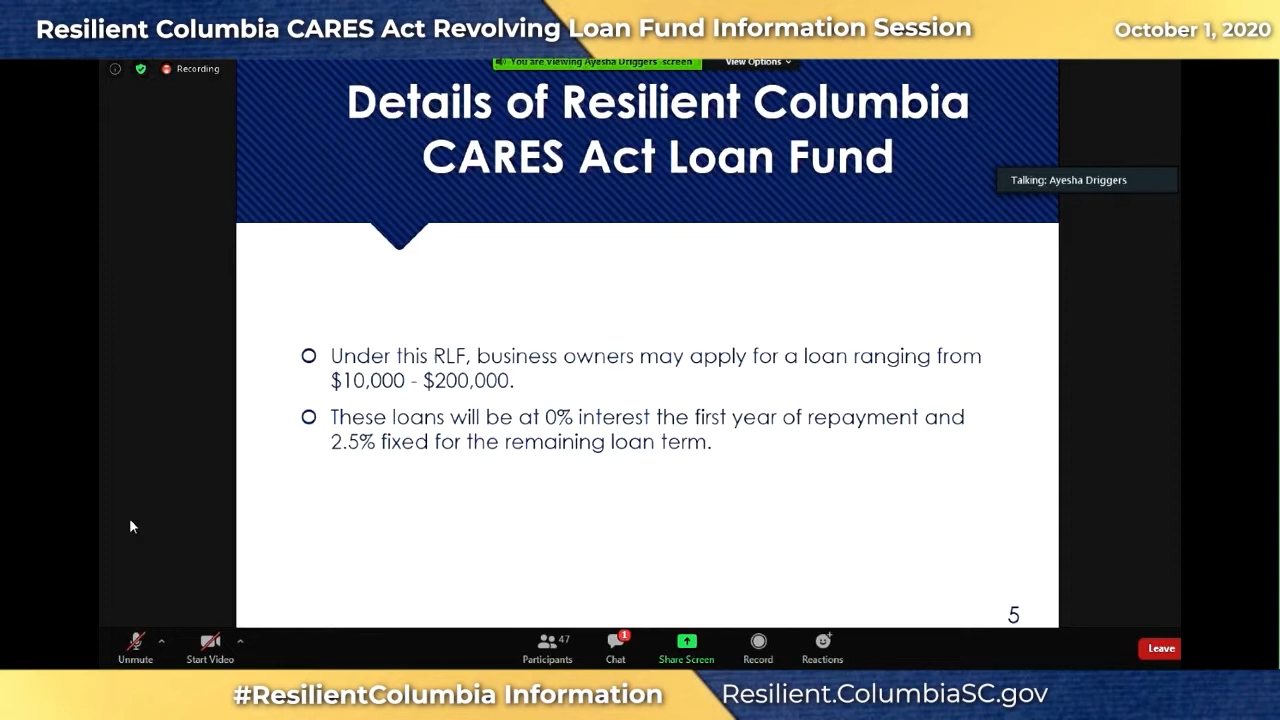 Resilient Columbia CARES Act Revolving Loan Fund Information Session
October 1, 2020
Recording
You are viewing Ayesha Driggers' screen
View Options
Details of Resilient Columbia
CARES Act Loan Fund
Talking: Ayesha Driggers
Under this RLF, business owners may apply for a loan ranging from
$10,000 - $200,000.
These loans will be at 0% interest the first year of repayment and
2.5% fixed for the remaining loan term.
5
Unmute
Start Video
47
Participants
1
Chat
Share Screen
Record
Reactions
Leave
#ResilientColumbia Information
Resilient.ColumbiaSC.gov